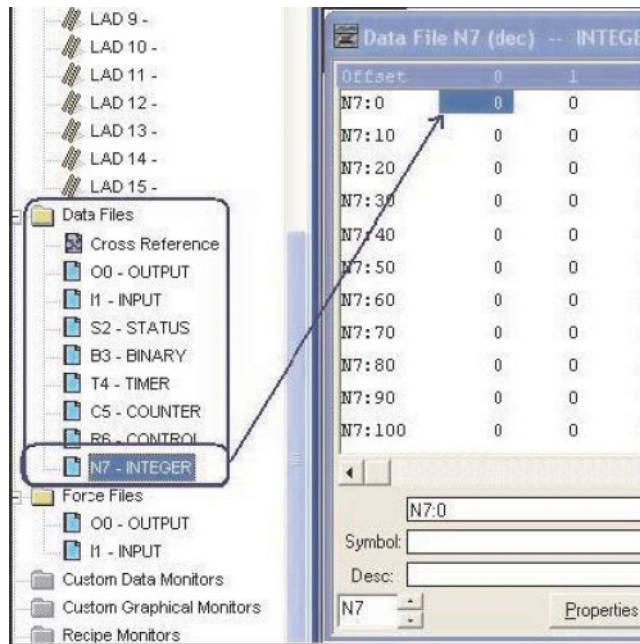 LAD 9 -
LAD 10 -
LAD 11 -
LAD 12 -
LAD 13 -
LAD 14 -
LAD 15 -
Data Files
Cross Reference
O0 - OUTPUT
I1 - INPUT
S2 - STATUS
B3 - BINARY
T4 - TIMER
C5 - COUNTER
R6 - CONTROL
N7 - INTEGER
Force Files
O0 - OUTPUT
I1 - INPUT
Custom Data Monitors
Custom Graphical Monitors
Recipe Monitors
Data File N7 (dec) -- INTEGE
Offset 0 1
N7:0 0 0
N7:10 0 0
N7:20 0 0
N7:30 0 0
N7:40 0 0
N7:50 0 0
N7:60 0 0
N7:70 0 0
N7:80 0 0
N7:90 0 0
N7:100 0 0
N7:0
Symbol:
Desc:
N7 Properties